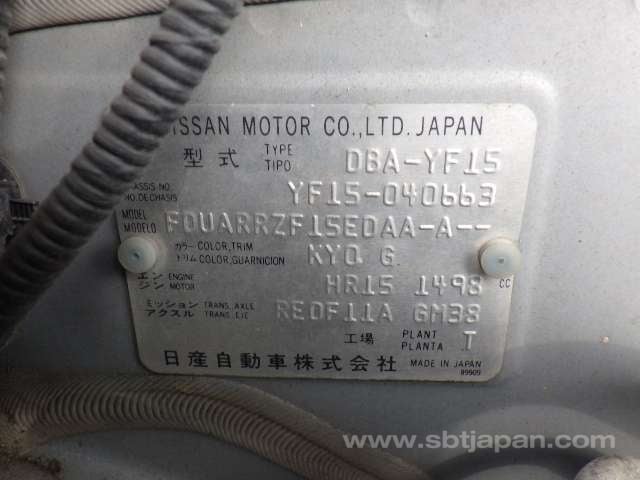 NISSAN MOTOR CO.,LTD. JAPAN
型式 TYPE TIPO DBA-YF15
CHASSIS NO. NO. DE CHASIS YF15-040663
MODEL MODELO FDUARRZF15EDAA-A--
カラー COLOR,TRIM トリム COLOR,GUARNICION KY0 G
エンジン ENGINE MOTOR HR15 1498 CC
ミッション TRANS. AXLE アクスル TRANS. EJE RE0F11A GM38
工場 PLANT PLANTA T
日産自動車株式会社 MADE IN JAPAN
89909
www.sbtjapan.com